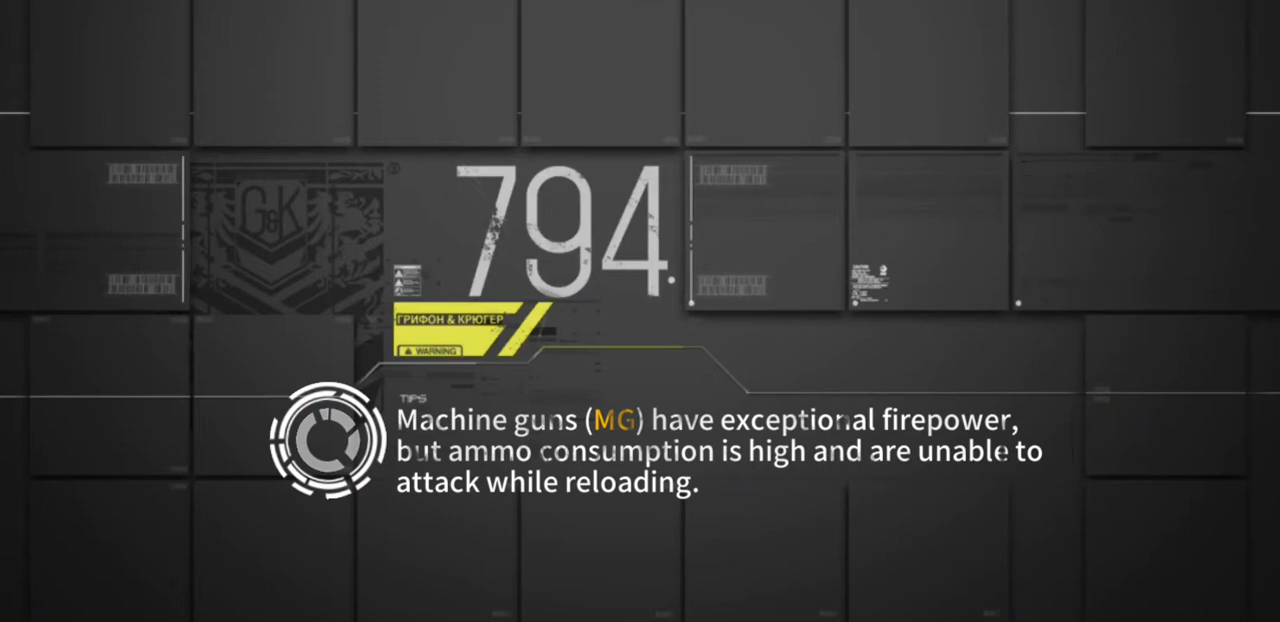 G&K
794.
ГРИФОН & КРЮГЕР
WARNING
TIPS
Machine guns (MG) have exceptional firepower,
but ammo consumption is high and are unable to
attack while reloading.